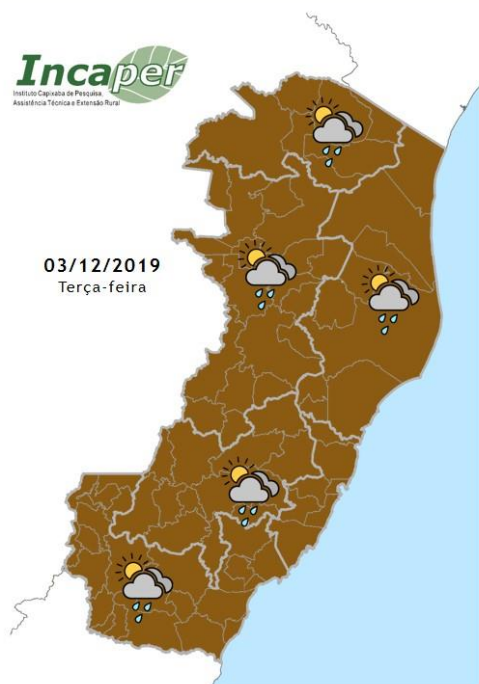 Incaper
Instituto Capixaba de Pesquisa,
Assistência Técnica e Extensão Rural
03/12/2019
Terça-feira